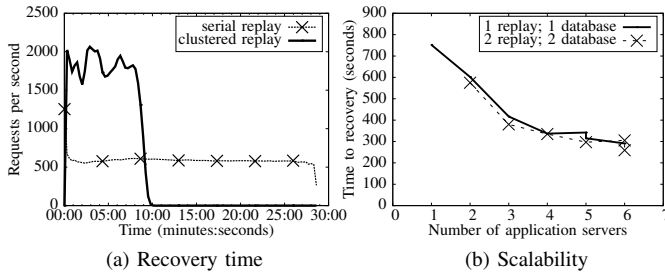 2500
2000
1500
1000
500
0
Requests per second
serial replay
clustered replay
00:00 05:00 10:00 15:00 20:00 25:00 30:00
Time (minutes:seconds)
(a) Recovery time
900
800
700
600
500
400
300
200
100
0
Time to recovery (seconds)
1 replay; 1 database
2 replay; 2 database
0 1 2 3 4 5 6 7
Number of application servers
(b) Scalability